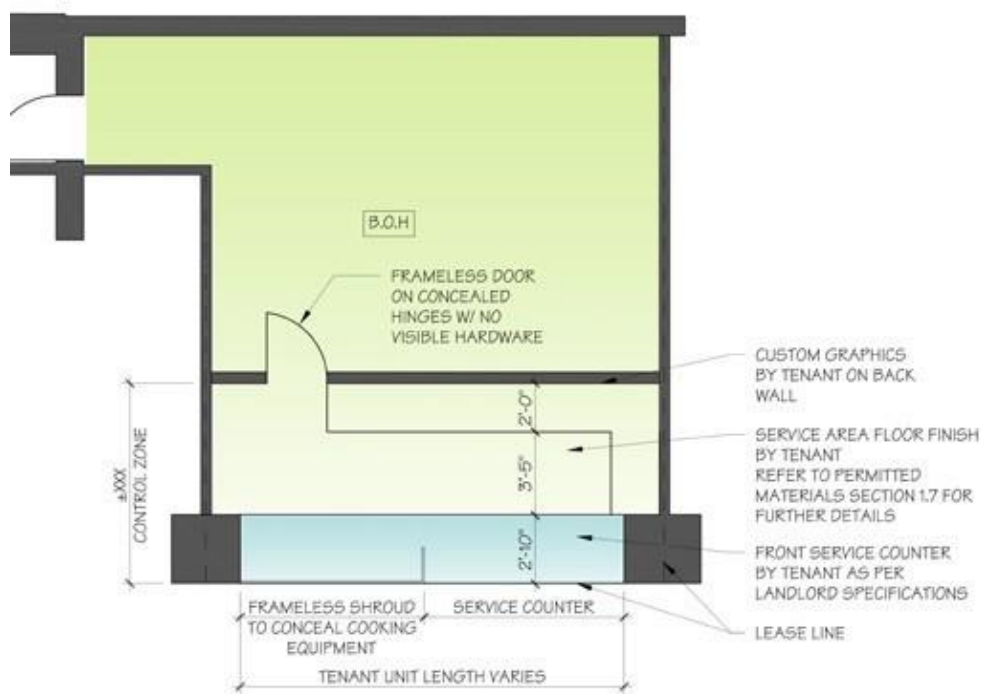 B.O.H
FRAMELESS DOOR
ON CONCEALED
HINGES W/ NO
VISIBLE HARDWARE
CUSTOM GRAPHICS
BY TENANT ON BACK
WALL
2'-0"
SERVICE AREA FLOOR FINISH
BY TENANT
REFER TO PERMITTED
MATERIALS SECTION 1.7 FOR
FURTHER DETAILS
±XXX
CONTROL ZONE
3'-5"
2'-10"
FRONT SERVICE COUNTER
BY TENANT AS PER
LANDLORD SPECIFICATIONS
LEASE LINE
FRAMELESS SHROUD
TO CONCEAL COOKING
EQUIPMENT
SERVICE COUNTER
TENANT UNIT LENGTH VARIES